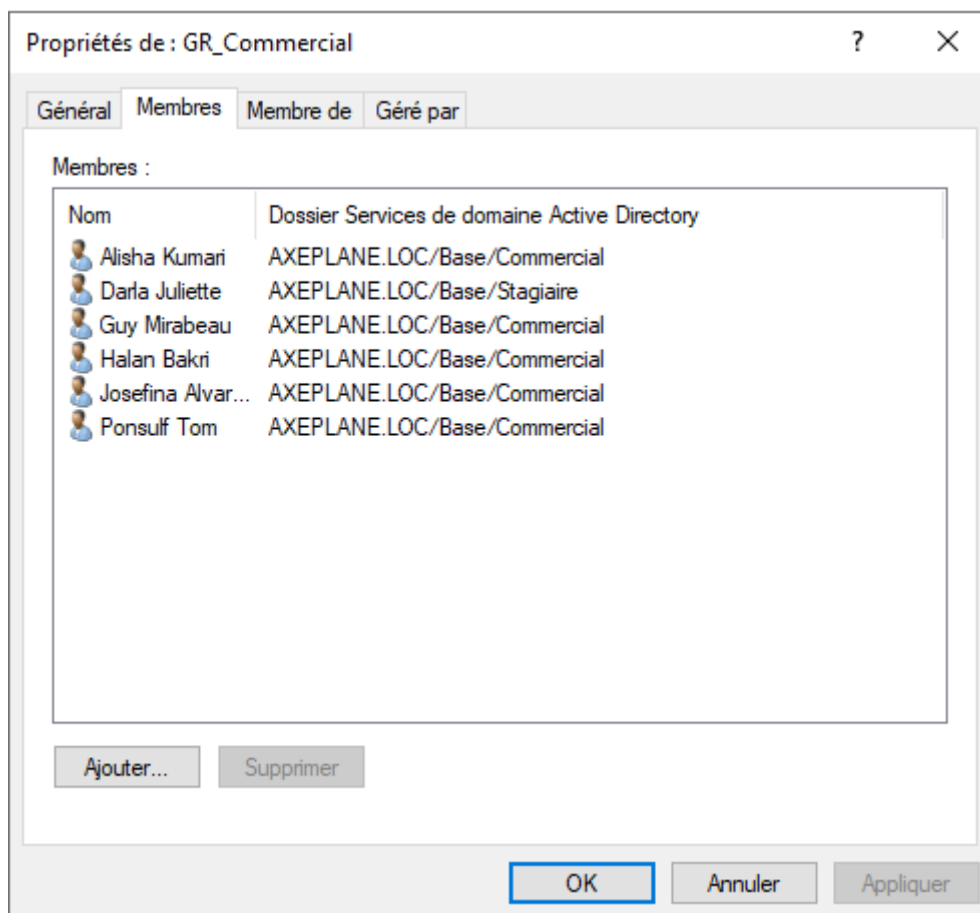 Propriétés de : GR_Commercial ? ×
Général Membres Membre de Géré par
Membres :
Nom Dossier Services de domaine Active Directory
Alisha Kumari AXEPLANE.LOC/Base/Commercial
Darla Juliette AXEPLANE.LOC/Base/Stagiaire
Guy Mirabeau AXEPLANE.LOC/Base/Commercial
Halan Bakri AXEPLANE.LOC/Base/Commercial
Josefina Alvar... AXEPLANE.LOC/Base/Commercial
Ponsulf Tom AXEPLANE.LOC/Base/Commercial
Ajouter... Supprimer
OK Annuler Appliquer